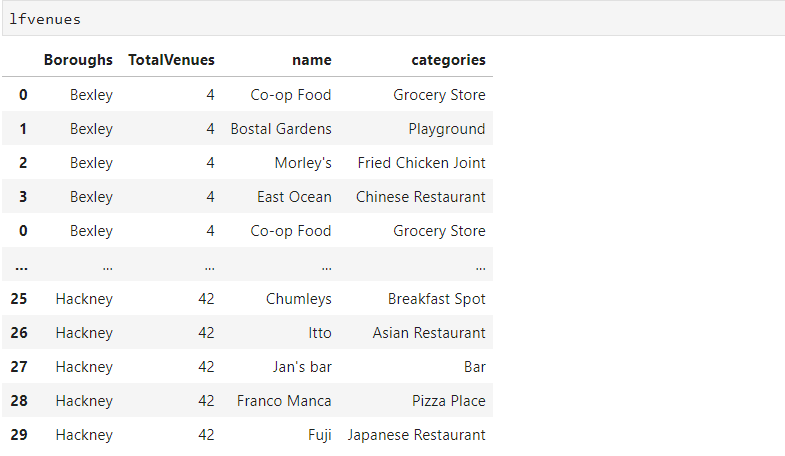 lfvenues
Boroughs TotalVenues name categories
0 Bexley 4 Co-op Food Grocery Store
1 Bexley 4 Bostal Gardens Playground
2 Bexley 4 Morley's Fried Chicken Joint
3 Bexley 4 East Ocean Chinese Restaurant
0 Bexley 4 Co-op Food Grocery Store
... ... ... ... ...
25 Hackney 42 Chumleys Breakfast Spot
26 Hackney 42 Itto Asian Restaurant
27 Hackney 42 Jan's bar Bar
28 Hackney 42 Franco Manca Pizza Place
29 Hackney 42 Fuji Japanese Restaurant